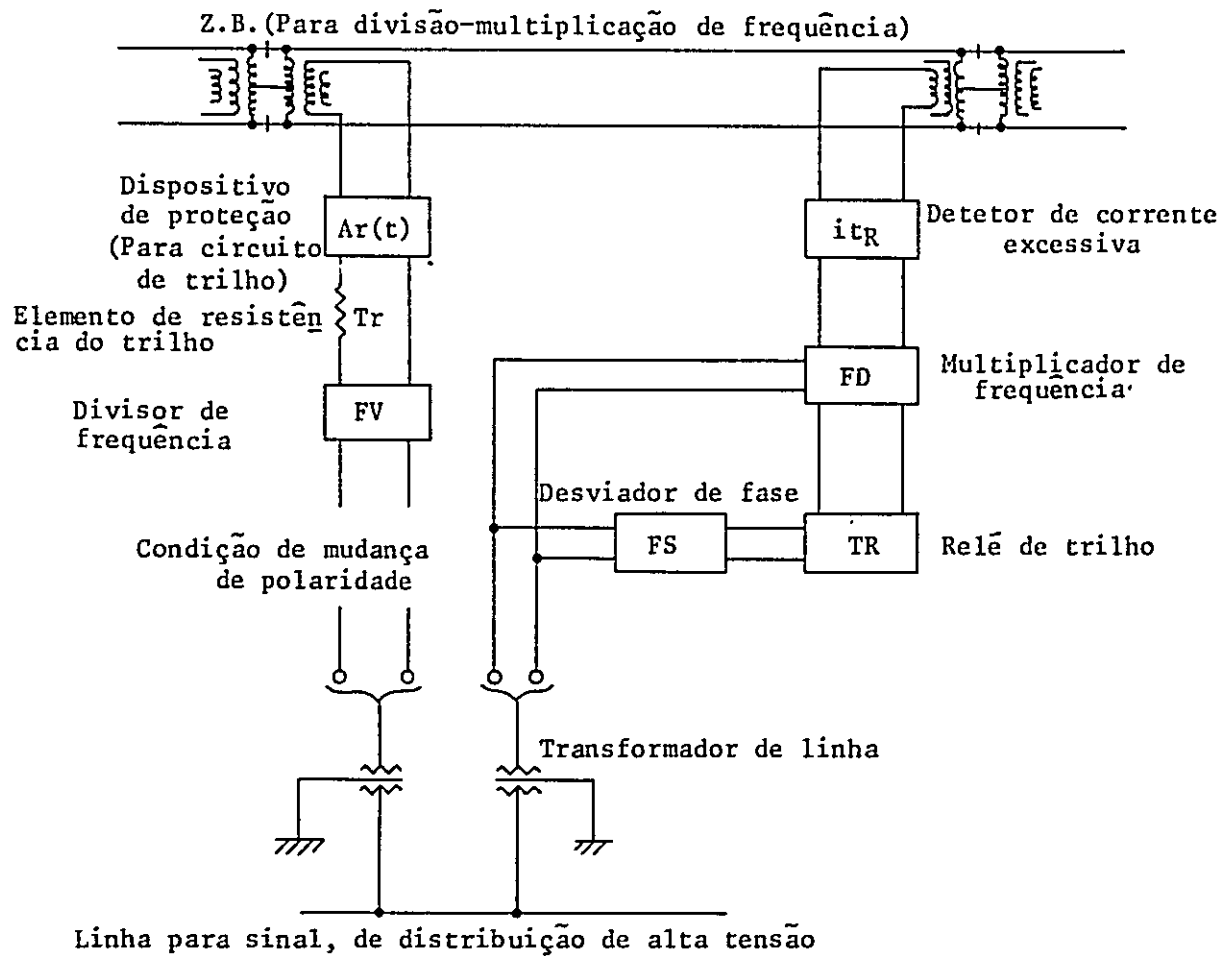 Z.B.(Para divisão-multiplicação de frequência)
Dispositivo
de proteção
(Para circuito
de trilho)
Ar(t)
itR
Detetor de corrente
excessiva
Elemento de resistên
cia do trilho
Tr
FD
Multiplicador de
frequência
Divisor de
frequência
FV
Desviador de fase
FS
TR
Relé de trilho
Condição de mudança
de polaridade
Transformador de linha
Linha para sinal, de distribuição de alta tensão